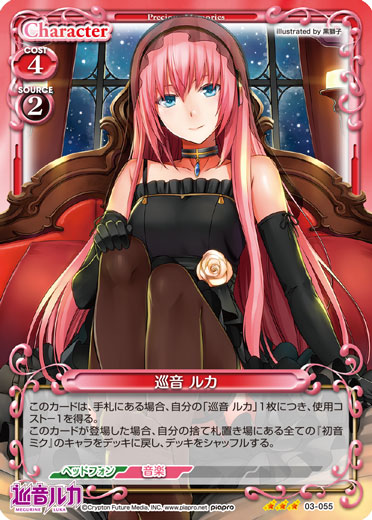 Precious Memories
Character
illustrated by 黒獅子
COST
4
SOURCE
2
巡音 ルカ
このカードは、手札にある場合、自分の「巡音 ルカ」1枚につき、使用コ
スト-1を得る。
このカードが登場した場合、自分の捨て札置き場にある全ての『初音
ミク』のキャラをデッキに戻し、デッキをシャッフルする。
ヘッドフォン 音楽
巡音ルカ
MEGURINE LUKA
©Crypton Future Media, INC. www.piapro.net piapro
03-055